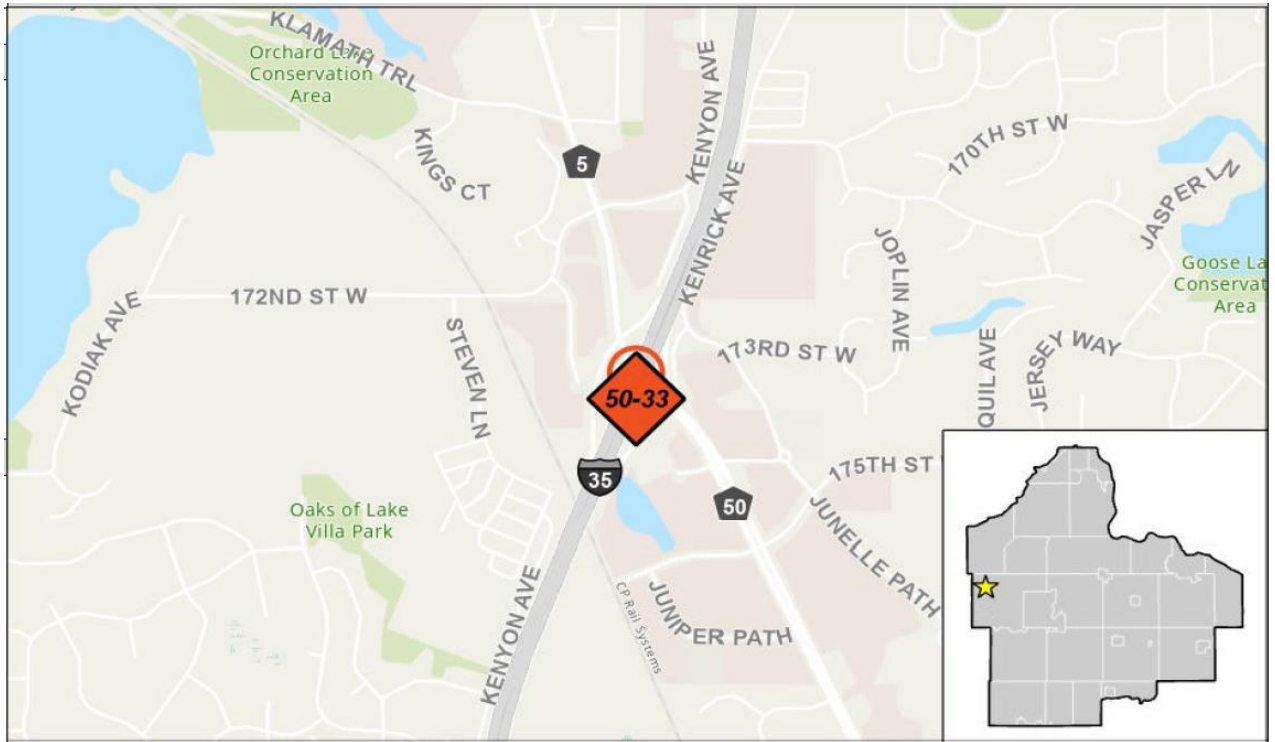 KLAMATH TRL
Orchard Lake
Conservation
Area
KENYON AVE
170TH ST W
KINGS CT
5
JASPER LN
KENRICK AVE
JOPLIN AVE
Goose La
Conservat
Area
172ND ST W
KODIAK AVE
STEVEN LN
173RD ST W
QUIL AVE
JERSEY WAY
50-33
35
175TH ST
50
Oaks of Lake
Villa Park
JUNELLE PATH
KENYON AVE
CP Rail Systems
JUNIPER PATH